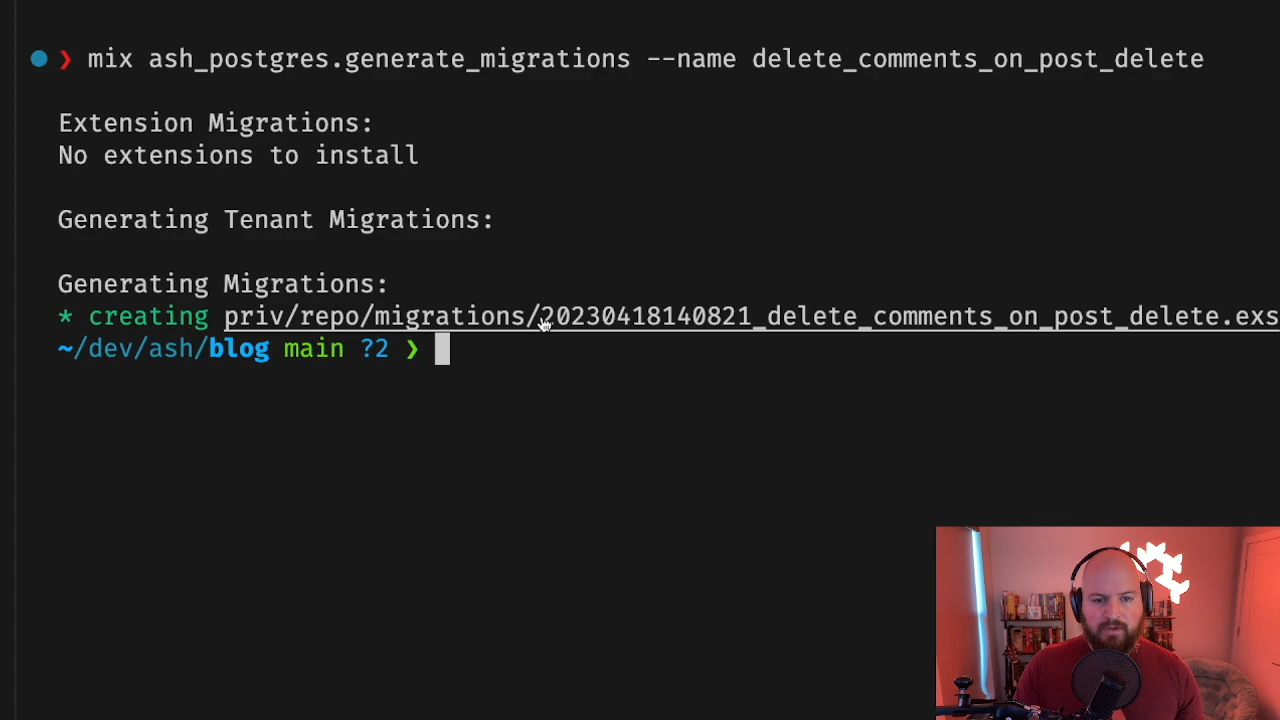 ❯ mix ash_postgres.generate_migrations --name delete_comments_on_post_delete
Extension Migrations:
No extensions to install
Generating Tenant Migrations:
Generating Migrations:
* creating priv/repo/migrations/20230418140821_delete_comments_on_post_delete.exs
~/dev/ash/blog main ?2 ❯